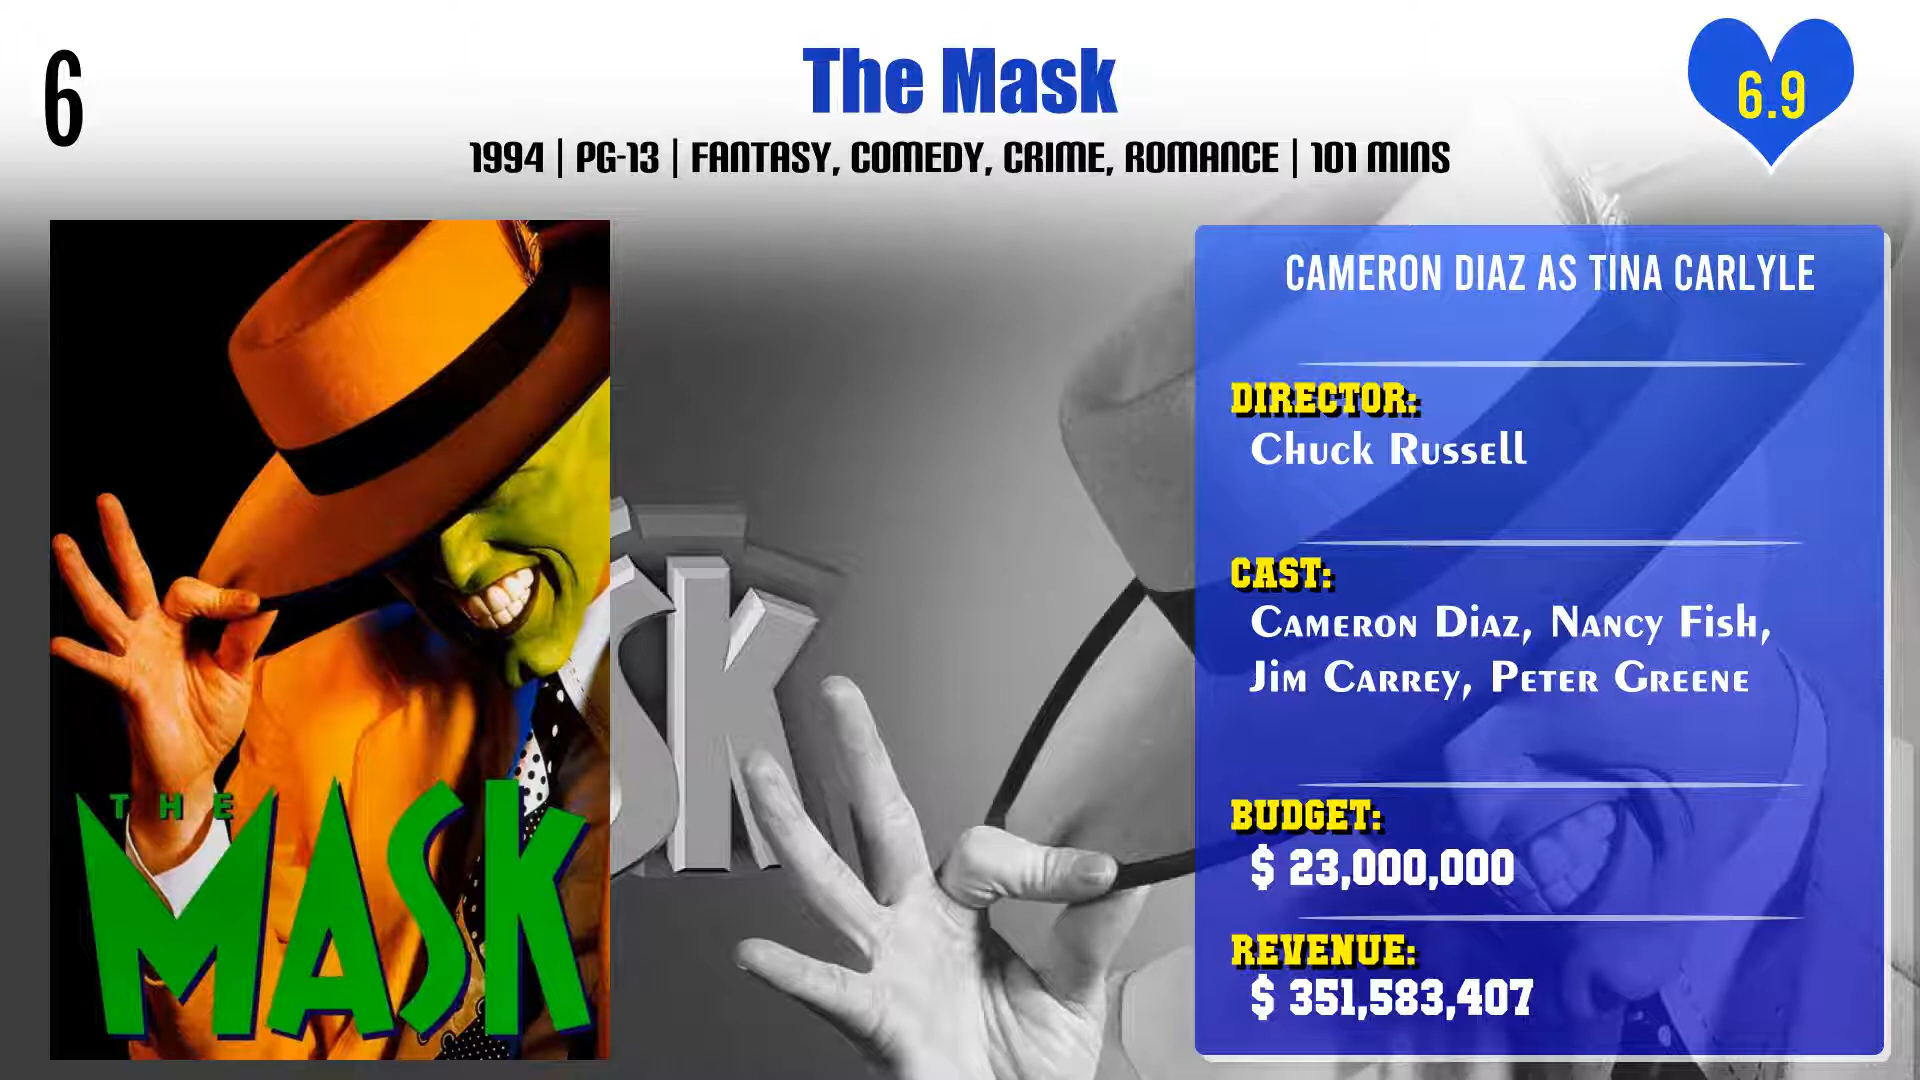 6
The Mask
6.9
1994 | PG-13 | FANTASY, COMEDY, CRIME, ROMANCE | 101 MINS
THE
MASK
SK
CAMERON DIAZ AS TINA CARLYLE
DIRECTOR:
Chuck Russell
CAST:
Cameron Diaz, Nancy Fish,
Jim Carrey, Peter Greene
BUDGET:
$ 23,000,000
REVENUE:
$ 351,583,407